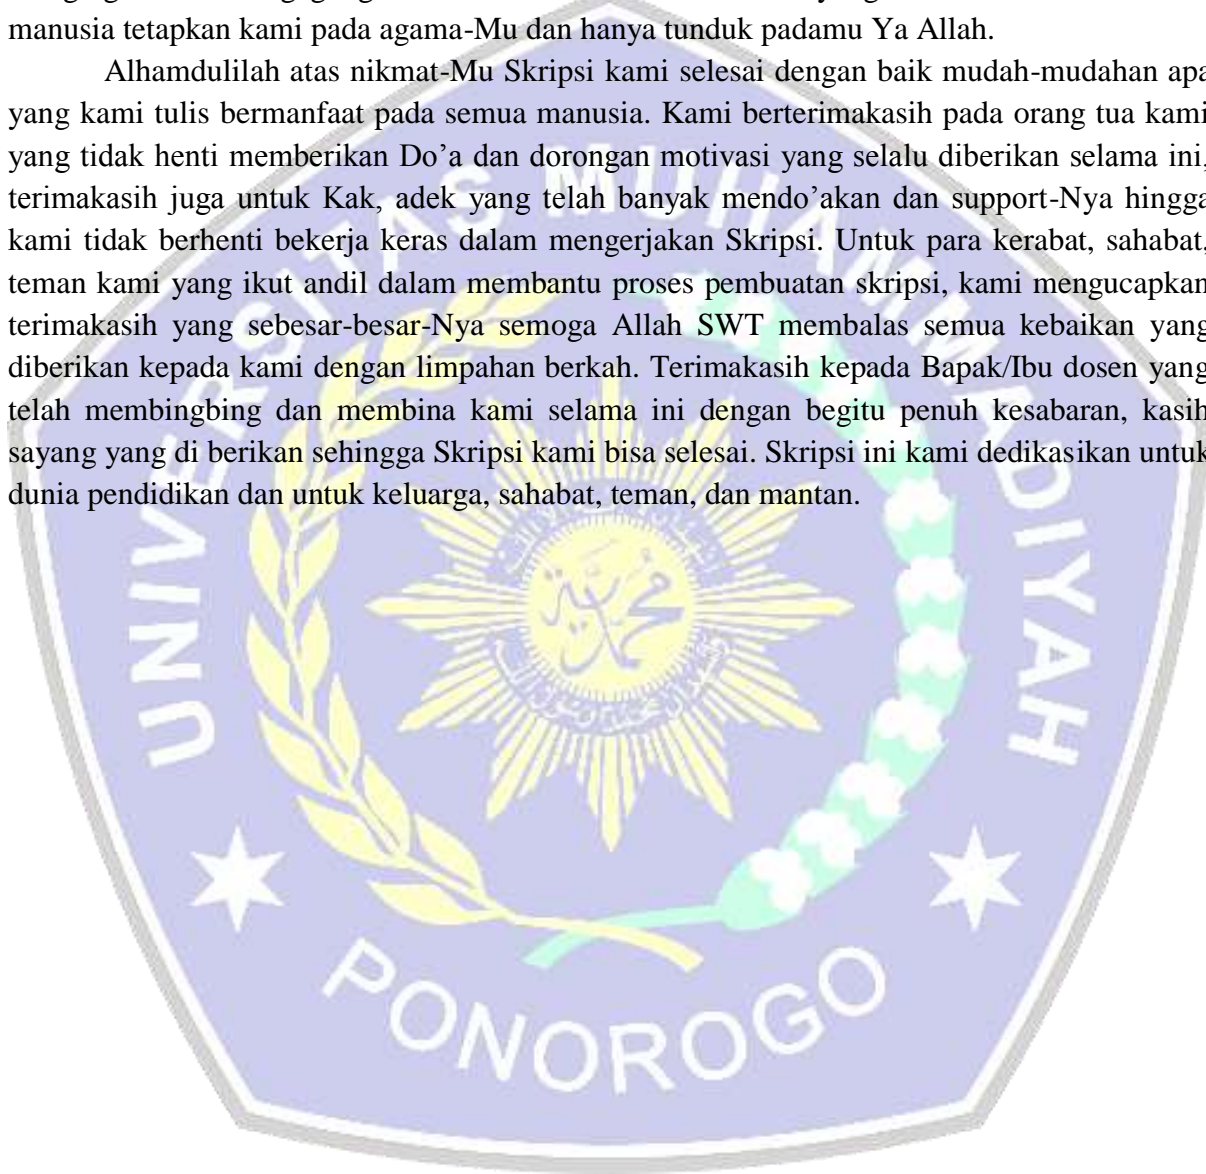 manusia tetapkan kami pada agama-Mu dan hanya tunduk padamu Ya Allah.
Alhamdulilah atas nikmat-Mu Skripsi kami selesai dengan baik mudah-mudahan apa
yang kami tulis bermanfaat pada semua manusia. Kami berterimakasih pada orang tua kami
yang tidak henti memberikan Do’a dan dorongan motivasi yang selalu diberikan selama ini,
terimakasih juga untuk Kak, adek yang telah banyak mendo’akan dan support-Nya hingga
kami tidak berhenti bekerja keras dalam mengerjakan Skripsi. Untuk para kerabat, sahabat,
teman kami yang ikut andil dalam membantu proses pembuatan skripsi, kami mengucapkan
terimakasih yang sebesar-besar-Nya semoga Allah SWT membalas semua kebaikan yang
diberikan kepada kami dengan limpahan berkah. Terimakasih kepada Bapak/Ibu dosen yang
telah membingbing dan membina kami selama ini dengan begitu penuh kesabaran, kasih
sayang yang di berikan sehingga Skripsi kami bisa selesai. Skripsi ini kami dedikasikan untuk
dunia pendidikan dan untuk keluarga, sahabat, teman, dan mantan.
UNIVERSITAS MUHAMMADIYAH
محمدية
PONOROGO